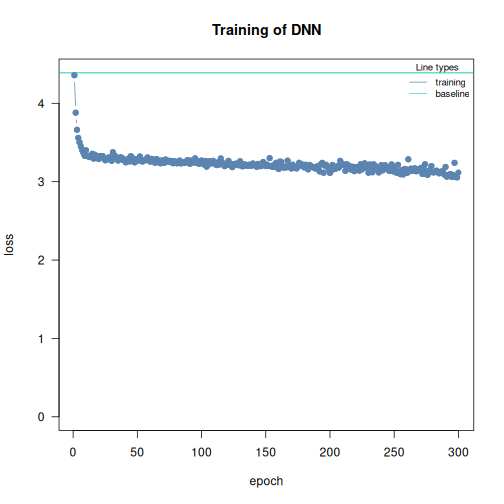 Training of DNN
Line types
training
baseline
loss
4
3
2
1
0
0 50 100 150 200 250 300
epoch